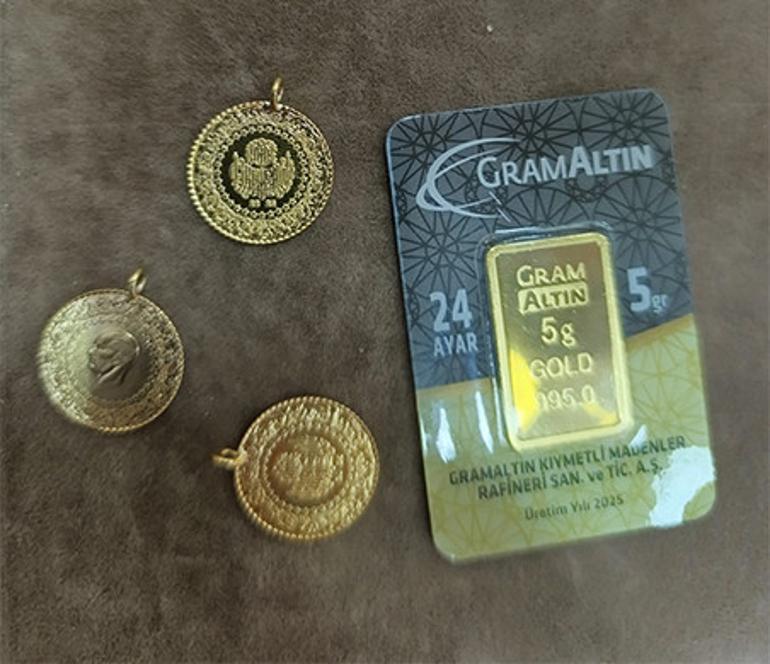 GRAMALTIN
24
AYAR
5gr
GRAM
ALTIN
5g
GOLD
995.0
GRAMALTIN KIYMETLİ MADENLER
RAFİNERİ SAN. ve TİC. A.Ş.
Üretim Yılı 2025